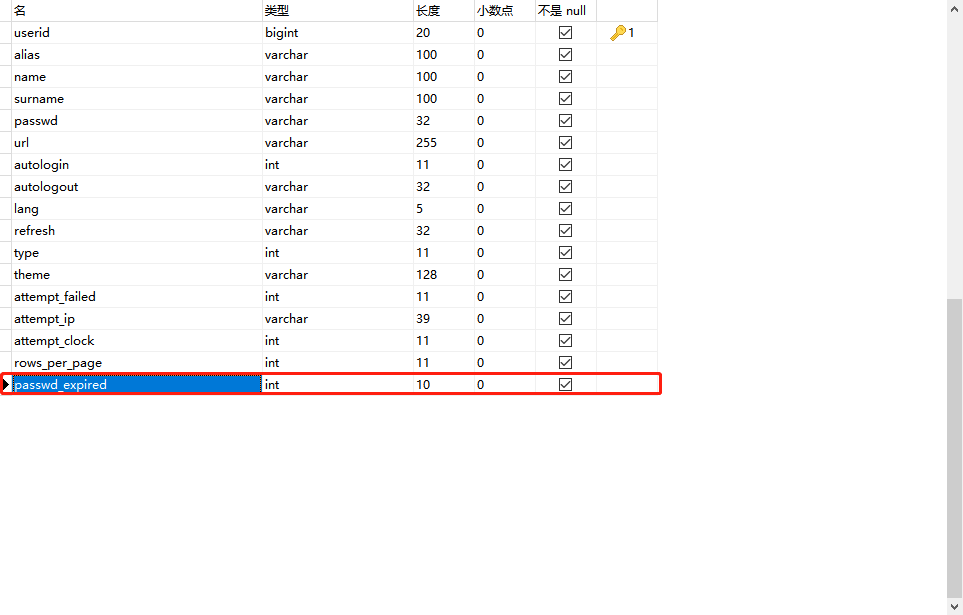 名 类型 长度 小数点 不是 null
userid bigint 20 0 1
alias varchar 100 0
name varchar 100 0
surname varchar 100 0
passwd varchar 32 0
url varchar 255 0
autologin int 11 0
autologout varchar 32 0
lang varchar 5 0
refresh varchar 32 0
type int 11 0
theme varchar 128 0
attempt_failed int 11 0
attempt_ip varchar 39 0
attempt_clock int 11 0
rows_per_page int 11 0
passwd_expired int 10 0